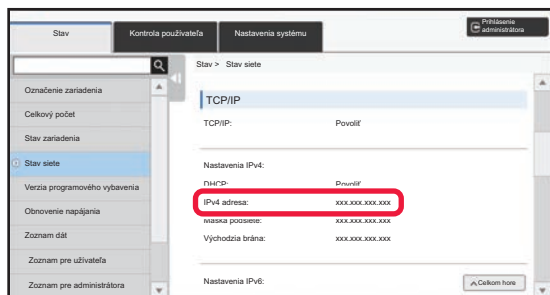 Stav
Kontrola používateľa
Nastavenia systému
Prihlásenie
administrátora
Stav > Stav siete
Označenie zariadenia
Celkový počet
Stav zariadenia
Stav siete
Verzia programového vybavenia
Obnovenie napájania
Zoznam dát
Zoznam pre užívateľa
Zoznam pre administrátora
TCP/IP
TCP/IP: Povoliť
Nastavenia IPv4:
DHCP: Povoliť
IPv4 adresa: xxx.xxx.xxx.xxx
Maska podsiete: xxx.xxx.xxx.xxx
Východzia brána: xxx.xxx.xxx.xxx
Nastavenia IPv6:
Celkom hore